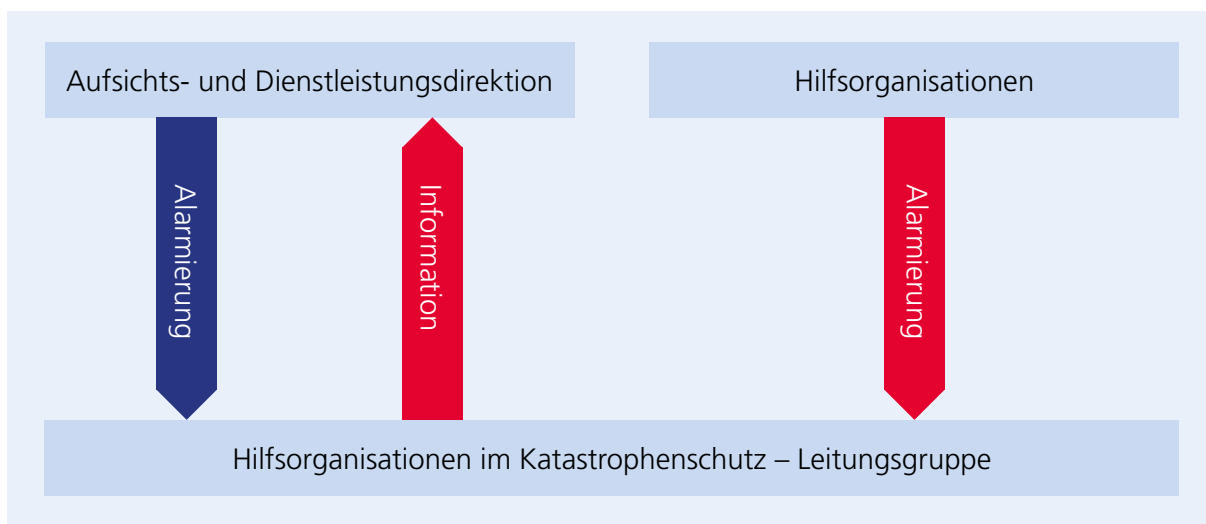 Aufsichts- und Dienstleistungsdirektion
Hilfsorganisationen
Alarmierung
Information
Alarmierung
Hilfsorganisationen im Katastrophenschutz – Leitungsgruppe